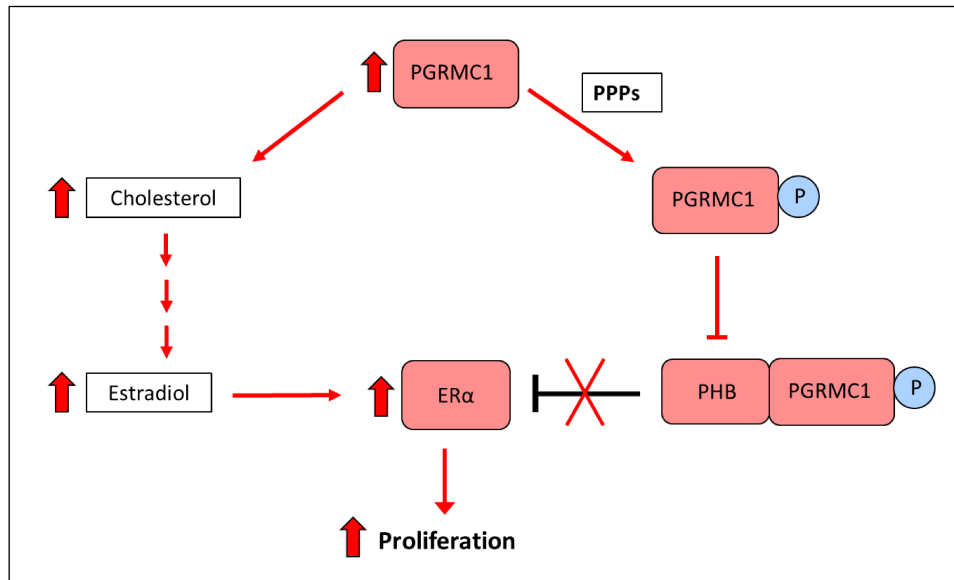 PGRMC1
PPPs
Cholesterol
PGRMC1
P
Estradiol
ERα
PHB
PGRMC1
P
Proliferation